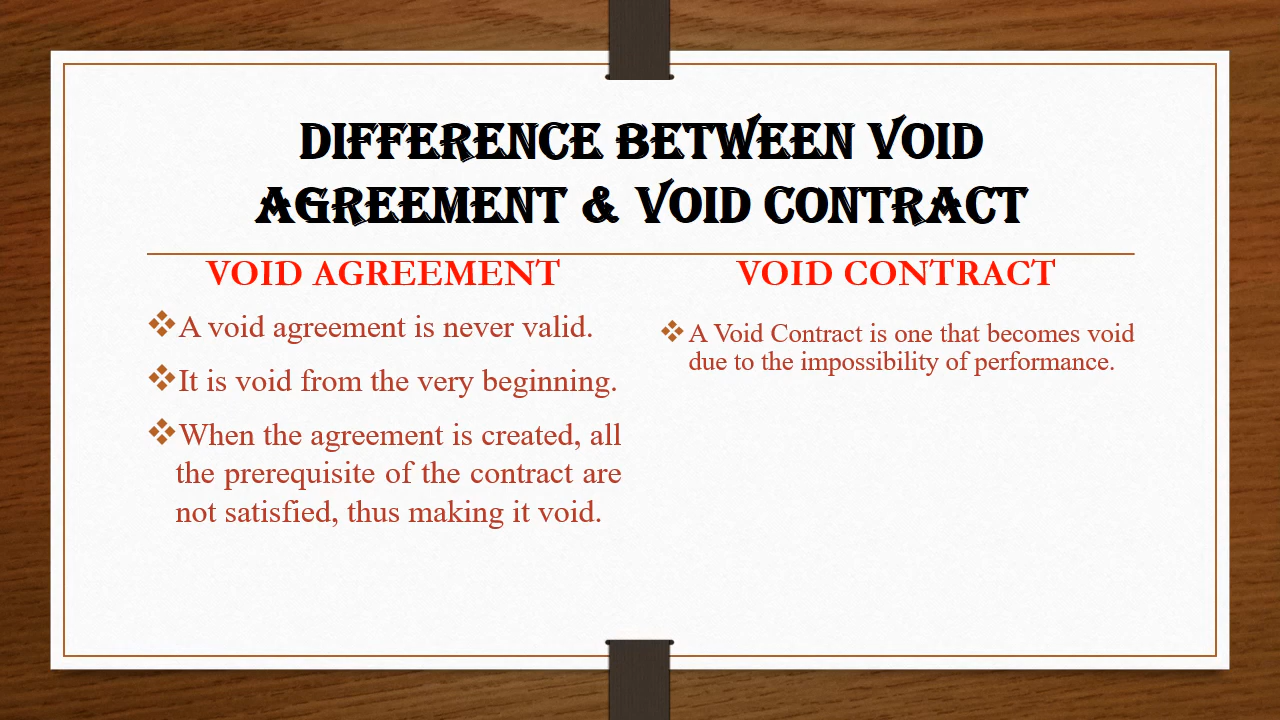 DIFFERENCE BETWEEN VOID
AGREEMENT & VOID CONTRACT
VOID AGREEMENT
❖A void agreement is never valid.
❖It is void from the very beginning.
❖When the agreement is created, all
the prerequisite of the contract are
not satisfied, thus making it void.
VOID CONTRACT
❖A Void Contract is one that becomes void
due to the impossibility of performance.